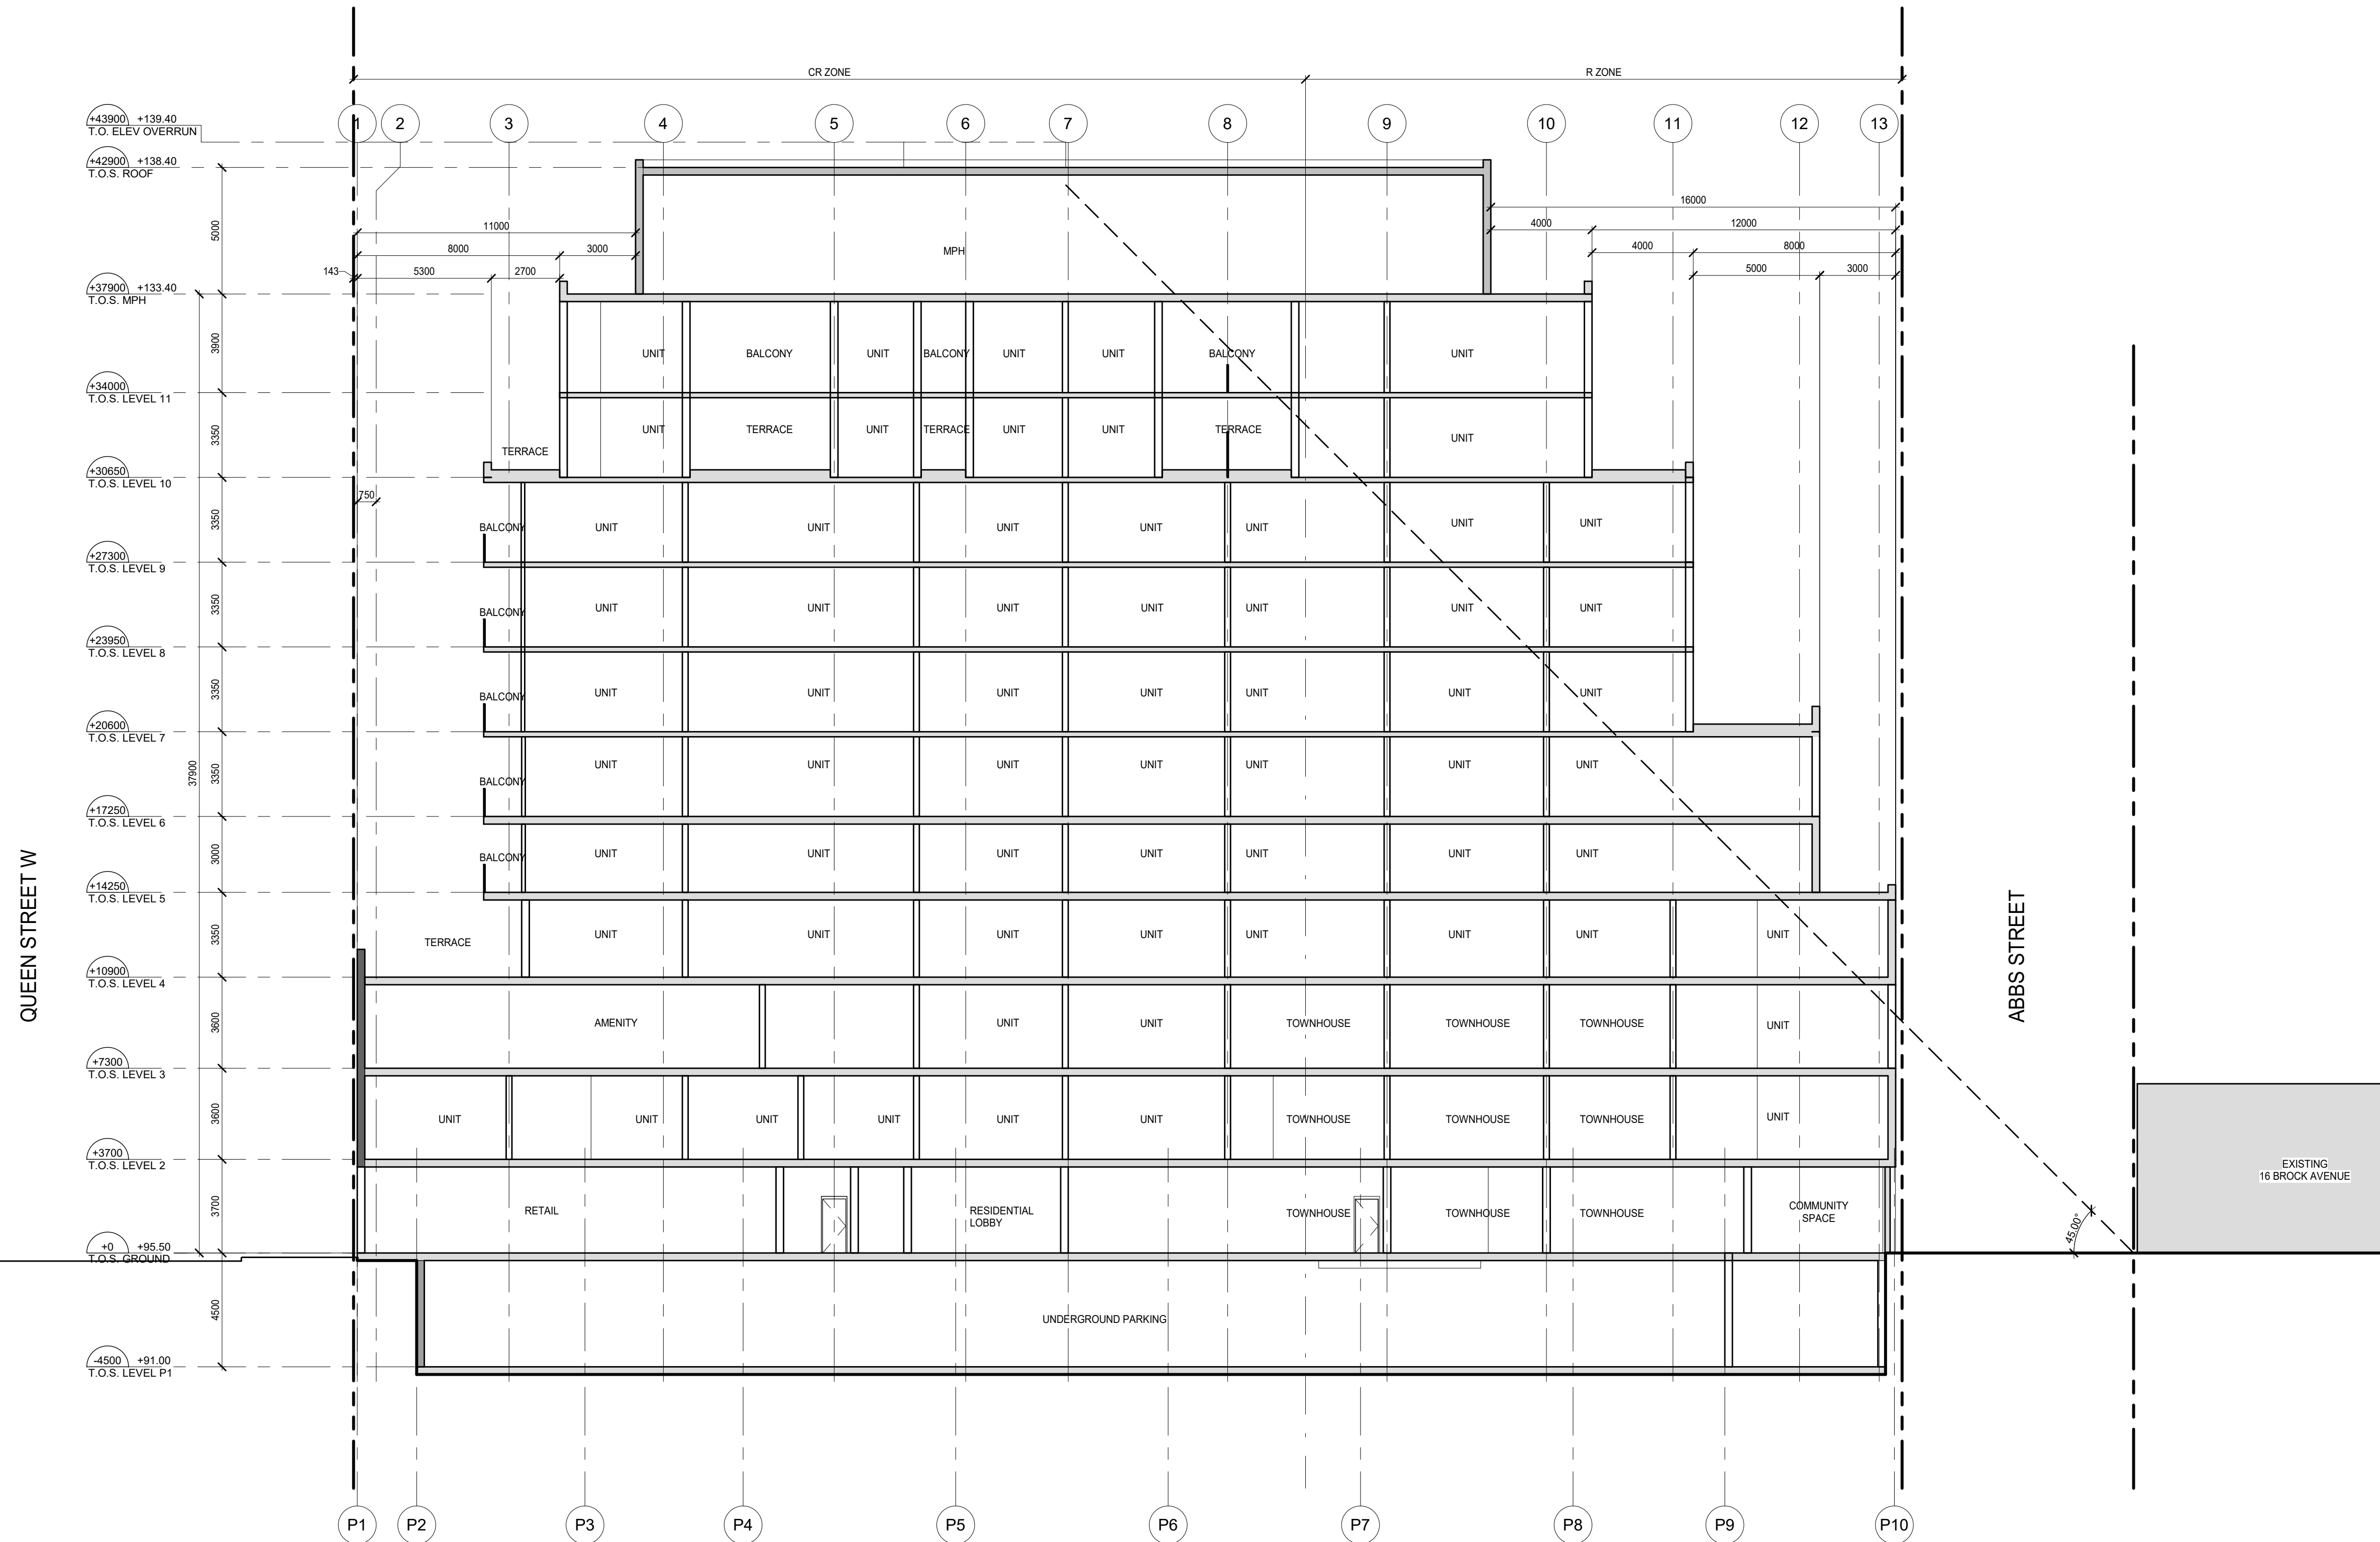 CR ZONE
R ZONE
+43900 +139.40
T.O. ELEV OVERRUN
1 2 3 4 5 6 7 8 9 10 11 12 13
+42900 +138.40
T.O.S. ROOF
16000
11000
4000 12000
5000
8000 3000
MPH
4000 8000
143 5300 2700
5000 3000
+37900 +133.40
T.O.S. MPH
3900
UNIT BALCONY UNIT BALCONY UNIT UNIT BALCONY UNIT
+34000
T.O.S. LEVEL 11
3350
UNIT TERRACE UNIT TERRACE UNIT UNIT TERRACE UNIT
TERRACE
+30650
T.O.S. LEVEL 10
750
3350
BALCONY UNIT UNIT UNIT UNIT UNIT UNIT UNIT
+27300
T.O.S. LEVEL 9
3350
BALCONY UNIT UNIT UNIT UNIT UNIT UNIT UNIT
+23950
T.O.S. LEVEL 8
3350
BALCONY UNIT UNIT UNIT UNIT UNIT UNIT UNIT
+20600
T.O.S. LEVEL 7
37900
3350
BALCONY UNIT UNIT UNIT UNIT UNIT UNIT UNIT
+17250
T.O.S. LEVEL 6
3000
BALCONY UNIT UNIT UNIT UNIT UNIT UNIT UNIT
+14250
T.O.S. LEVEL 5
3350
TERRACE UNIT UNIT UNIT UNIT UNIT UNIT UNIT UNIT
QUEEN STREET W
ABBS STREET
+10900
T.O.S. LEVEL 4
3600
AMENITY UNIT UNIT TOWNHOUSE TOWNHOUSE TOWNHOUSE UNIT
+7300
T.O.S. LEVEL 3
3600
UNIT UNIT UNIT UNIT UNIT UNIT TOWNHOUSE TOWNHOUSE TOWNHOUSE UNIT
+3700
T.O.S. LEVEL 2
EXISTING
16 BROCK AVENUE
3700
RETAIL
RESIDENTIAL
LOBBY
TOWNHOUSE TOWNHOUSE TOWNHOUSE
COMMUNITY
SPACE
45.00°
+0 +95.50
T.O.S. GROUND
4500
UNDERGROUND PARKING
-4500 +91.00
T.O.S. LEVEL P1
P1 P2 P3 P4 P5 P6 P7 P8 P9 P10